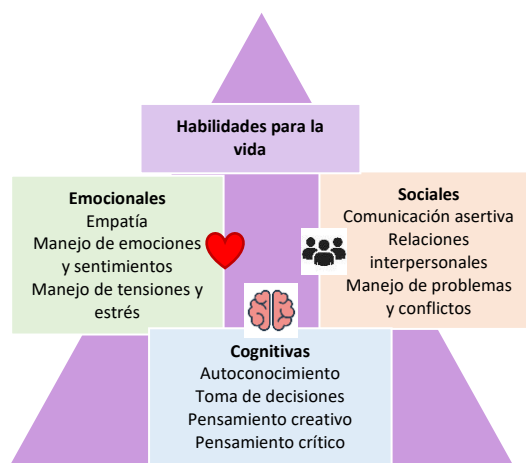 Habilidades para la
vida
Emocionales
Empatía
Manejo de emociones
y sentimientos
Manejo de tensiones y
estrés
Sociales
Comunicación asertiva
Relaciones
interpersonales
Manejo de problemas
y conflictos
Cognitivas
Autoconocimiento
Toma de decisiones
Pensamiento creativo
Pensamiento crítico